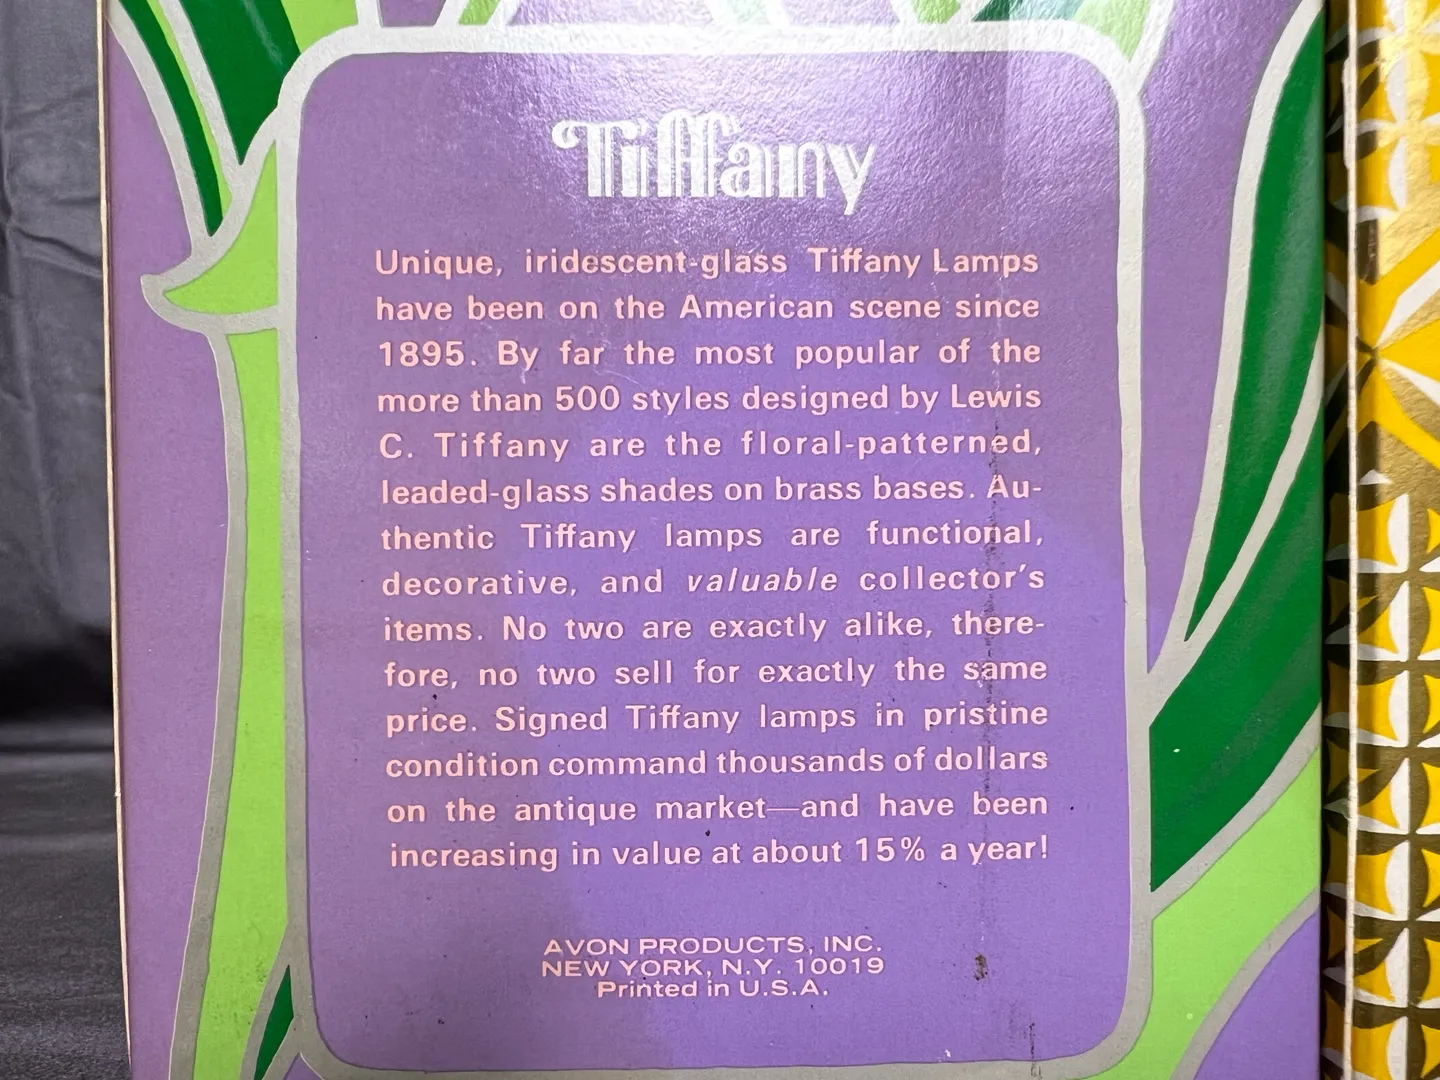 Tiffany
Unique, iridescent-glass Tiffany Lamps
have been on the American scene since
1895. By far the most popular of the
more than 500 styles designed by Lewis
C. Tiffany are the floral-patterned,
leaded-glass shades on brass bases. Au-
thentic Tiffany lamps are functional,
decorative, and valuable collector's
items. No two are exactly alike, there-
fore, no two sell for exactly the same
price. Signed Tiffany lamps in pristine
condition command thousands of dollars
on the antique market—and have been
increasing in value at about 15% a year!
AVON PRODUCTS, INC.
NEW YORK, N.Y. 10019
Printed in U.S.A.